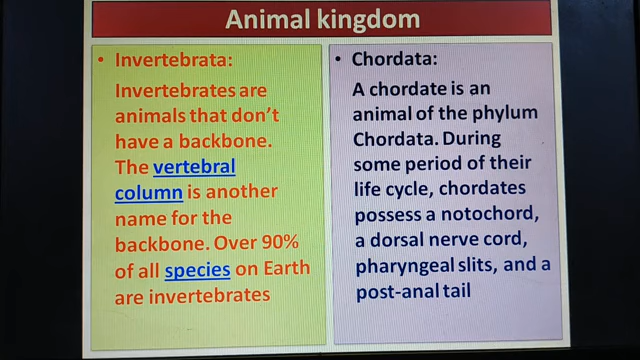 Animal kingdom
• Invertebrata:
Invertebrates are
animals that don't
have a backbone.
The vertebral
column is another
name for the
backbone. Over 90%
of all species on Earth
are invertebrates
• Chordata:
A chordate is an
animal of the phylum
Chordata. During
some period of their
life cycle, chordates
possess a notochord,
a dorsal nerve cord,
pharyngeal slits, and a
post-anal tail